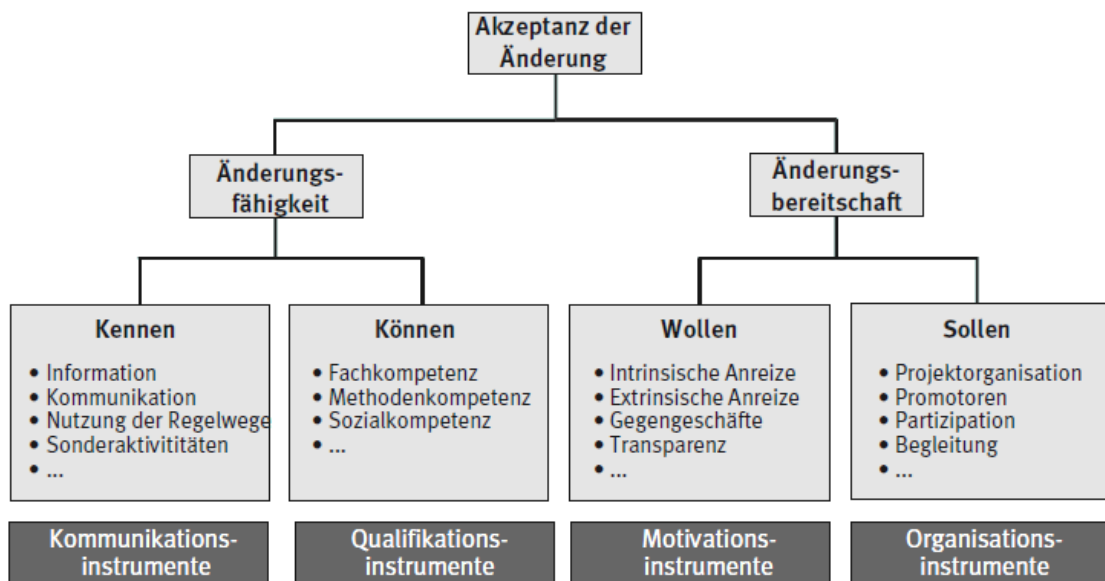 Akzeptanz der
Änderung
Änderungs-
fähigkeit
Änderungs-
bereitschaft
Kennen
• Information
• Kommunikation
• Nutzung der Regelwege
• Sonderaktivititäten
• ...
Können
• Fachkompetenz
• Methodenkompetenz
• Sozialkompetenz
• ...
Wollen
• Intrinsische Anreize
• Extrinsische Anreize
• Gegengeschäfte
• Transparenz
• ...
Sollen
• Projektorganisation
• Promotoren
• Partizipation
• Begleitung
• ...
Kommunikations-
instrumente
Qualifikations-
instrumente
Motivations-
instrumente
Organisations-
instrumente